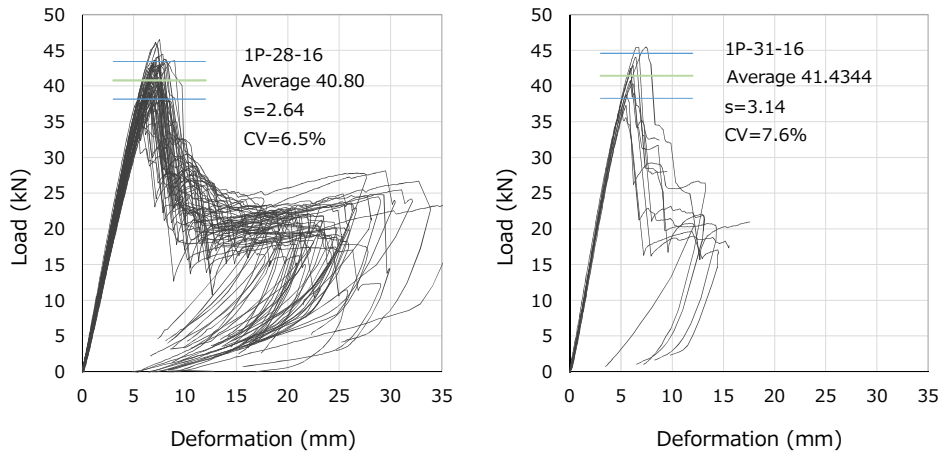 50
45
40
35
30
25
20
15
10
5
0
Load (kN)
1P-28-16
Average 40.80
s=2.64
CV=6.5%
0 5 10 15 20 25 30 35
Deformation (mm)
50
45
40
35
30
25
20
15
10
5
0
Load (kN)
1P-31-16
Average 41.4344
s=3.14
CV=7.6%
0 5 10 15 20 25 30 35
Deformation (mm)